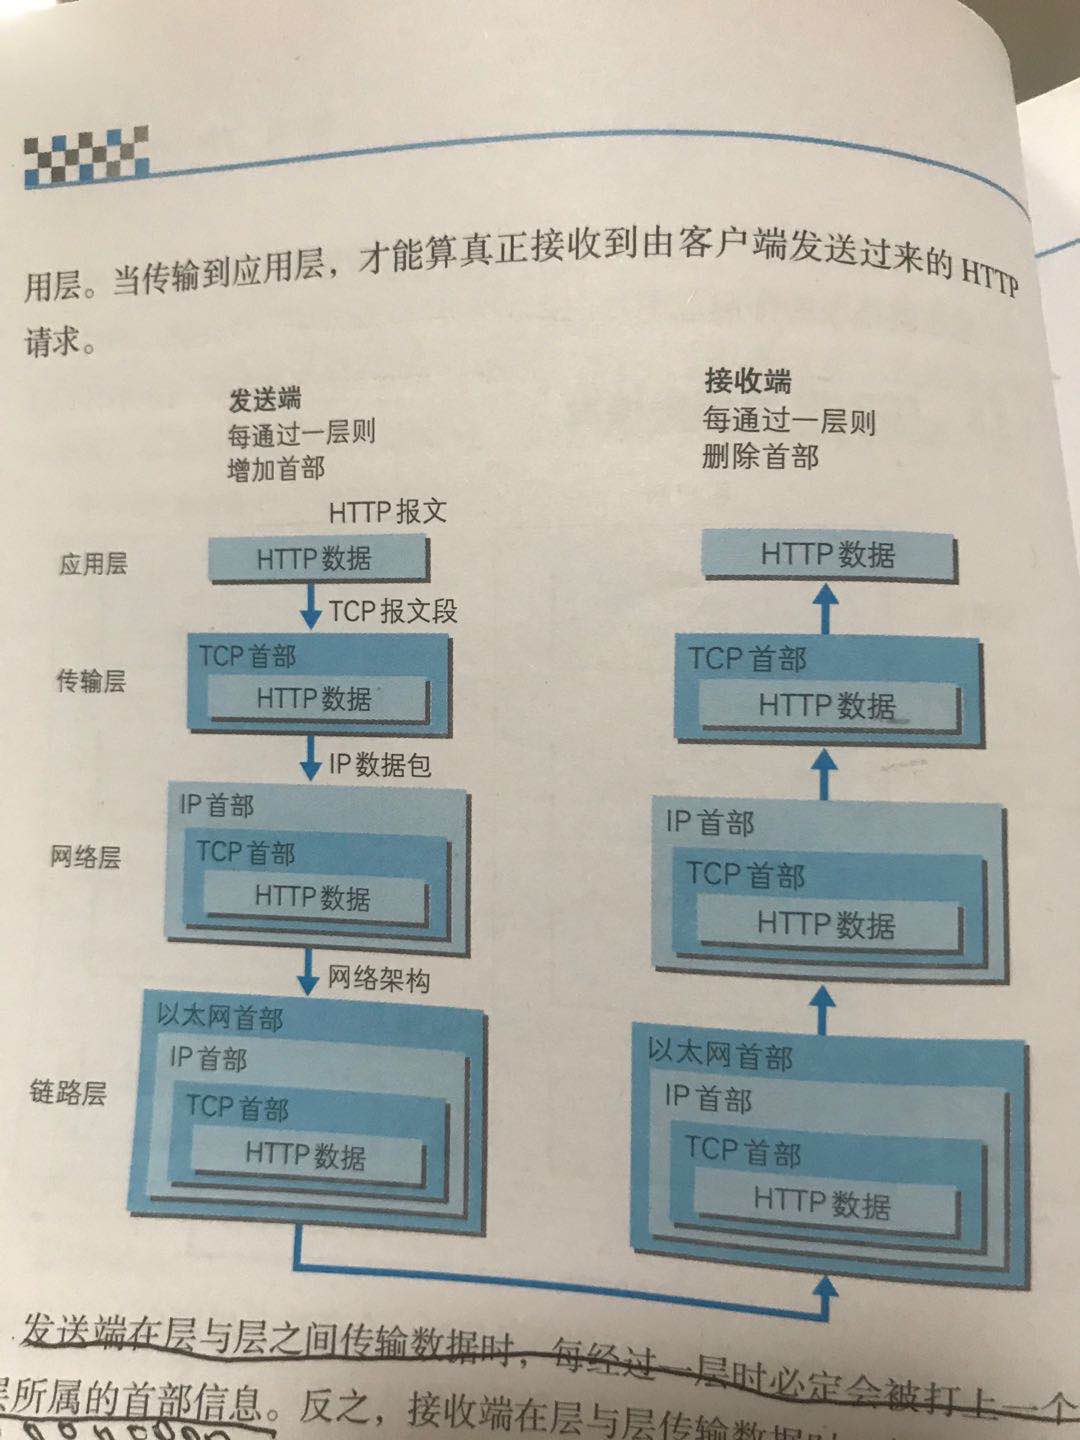 用层。当传输到应用层，才能算真正接收到由客户端发送过来的 HTTP
请求。
发送端
每通过一层则
增加首部
接收端
每通过一层则
删除首部
HTTP 报文
应用层
HTTP 数据
HTTP 数据
TCP 报文段
传输层
TCP 首部
HTTP 数据
TCP 首部
HTTP 数据
IP 数据包
网络层
IP 首部
TCP 首部
HTTP 数据
IP 首部
TCP 首部
HTTP 数据
网络架构
链路层
以太网首部
IP 首部
TCP 首部
HTTP 数据
以太网首部
IP 首部
TCP 首部
HTTP 数据
发送端在层与层之间传输数据时，每经过一层时必定会被打上一个
层所属的首部信息。反之，接收端在层与层传输数据时